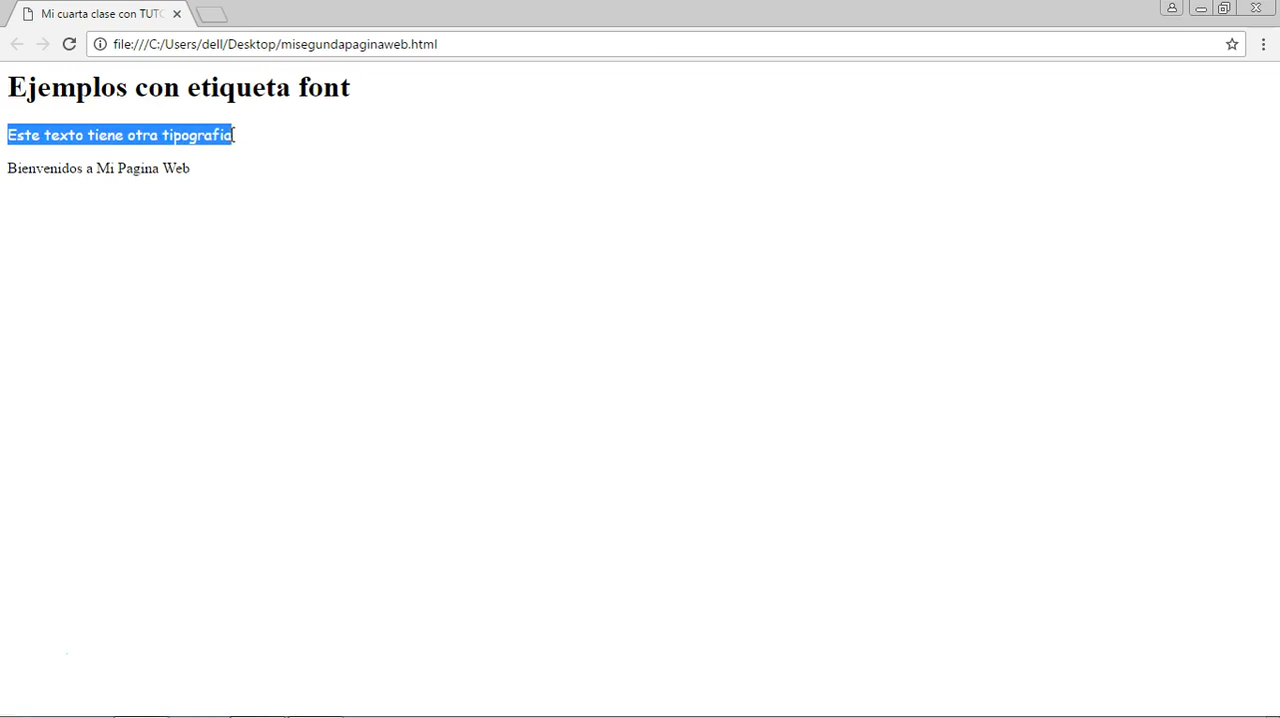 Mi cuarta clase con TUTO
file:///C:/Users/dell/Desktop/misegundapaginaweb.html
Ejemplos con etiqueta font
Este texto tiene otra tipografia
Bienvenidos a Mi Pagina Web